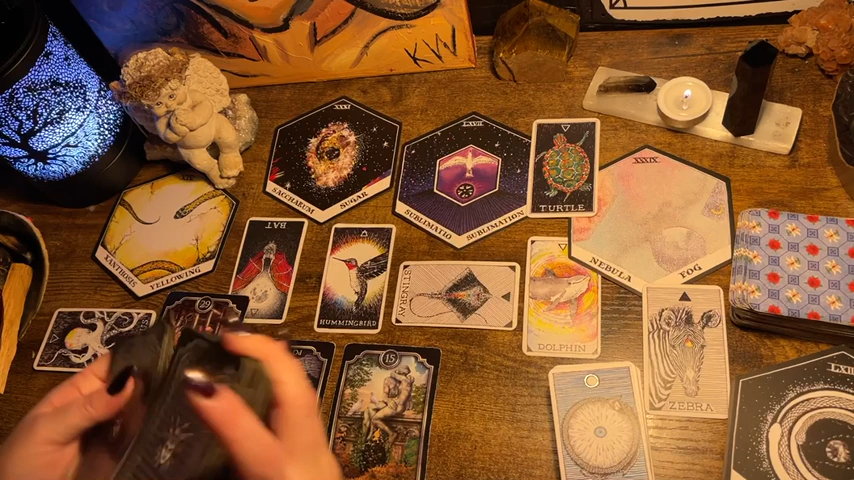 KW
XXXI
SACCHARUM SUGAR
LXVII
SUBLIMATIO SUBLIMATION
TURTLE
XLIX
NEBULA FOG
XANTHOSIS YELLOWING
BAT
HUMMINGBIRD
STINGRAY
DOLPHIN
ZEBRA
29
15